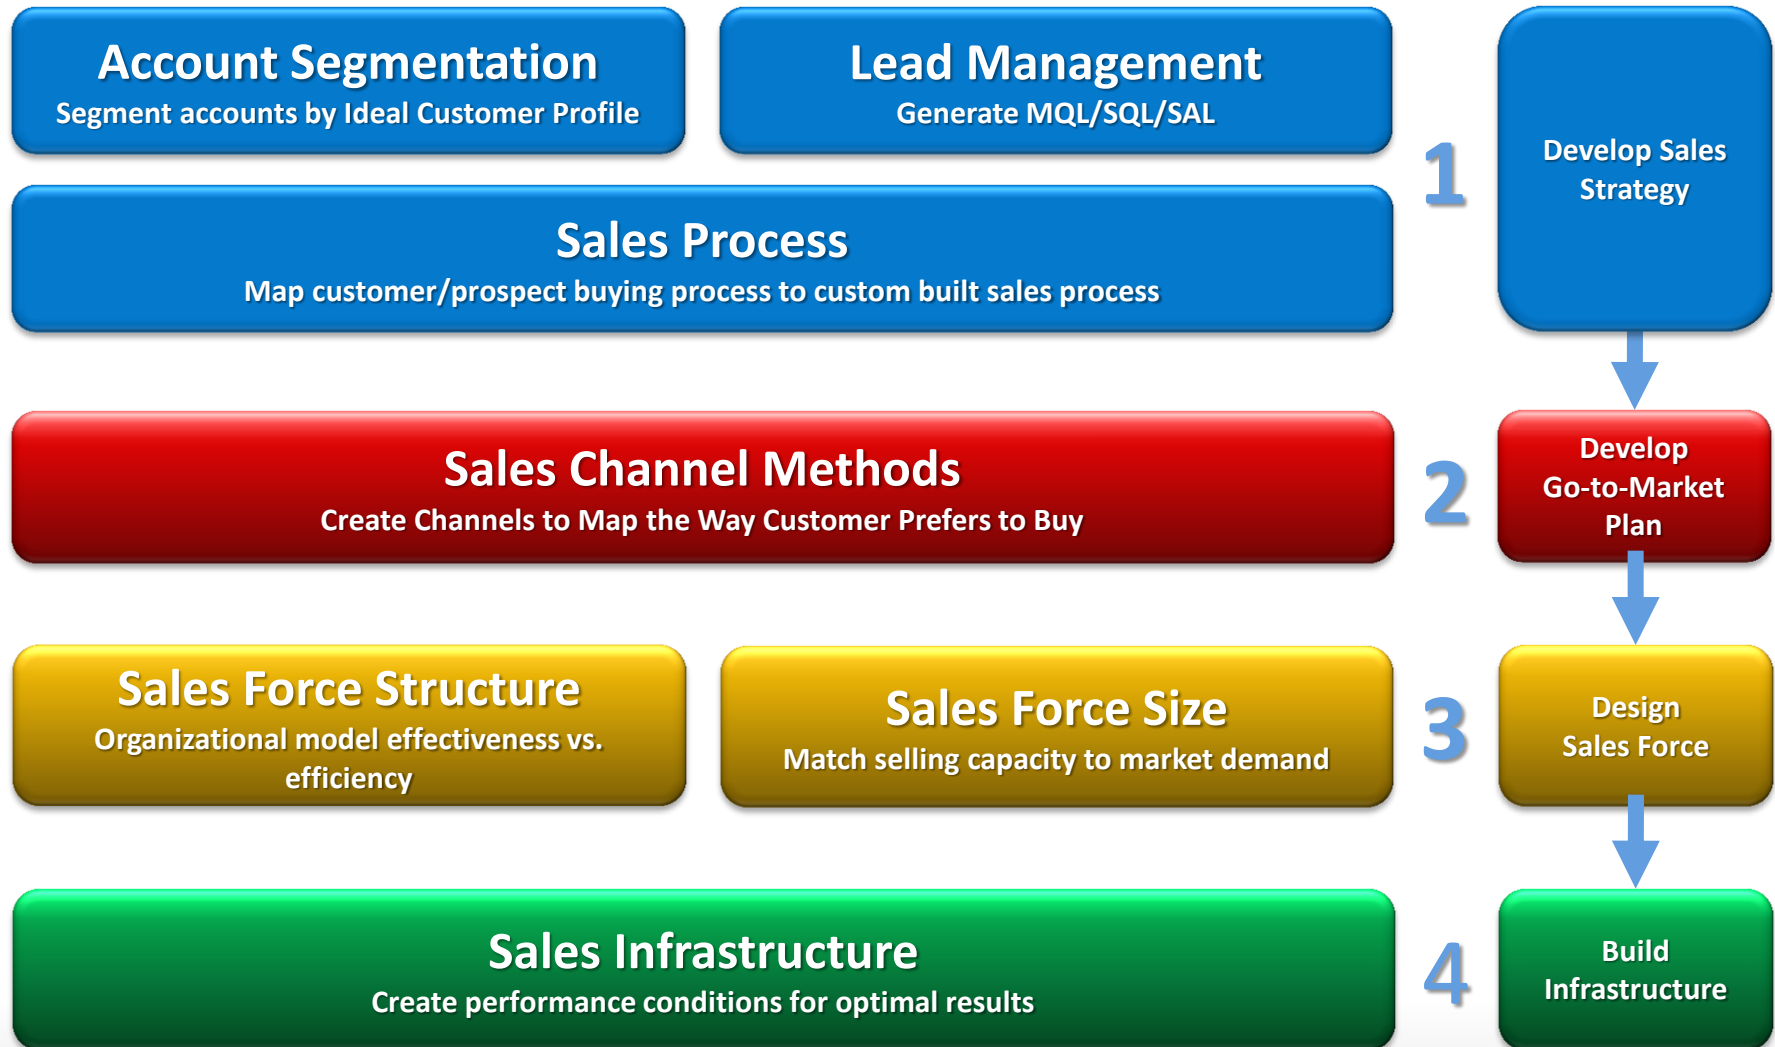 Account Segmentation
Segment accounts by Ideal Customer Profile
Lead Management
Generate MQL/SQL/SAL
Sales Process
Map customer/prospect buying process to custom built sales process
1
Develop Sales
Strategy
Sales Channel Methods
Create Channels to Map the Way Customer Prefers to Buy
2
Develop
Go-to-Market
Plan
Sales Force Structure
Organizational model effectiveness vs.
efficiency
Sales Force Size
Match selling capacity to market demand
3
Design
Sales Force
Sales Infrastructure
Create performance conditions for optimal results
4
Build
Infrastructure